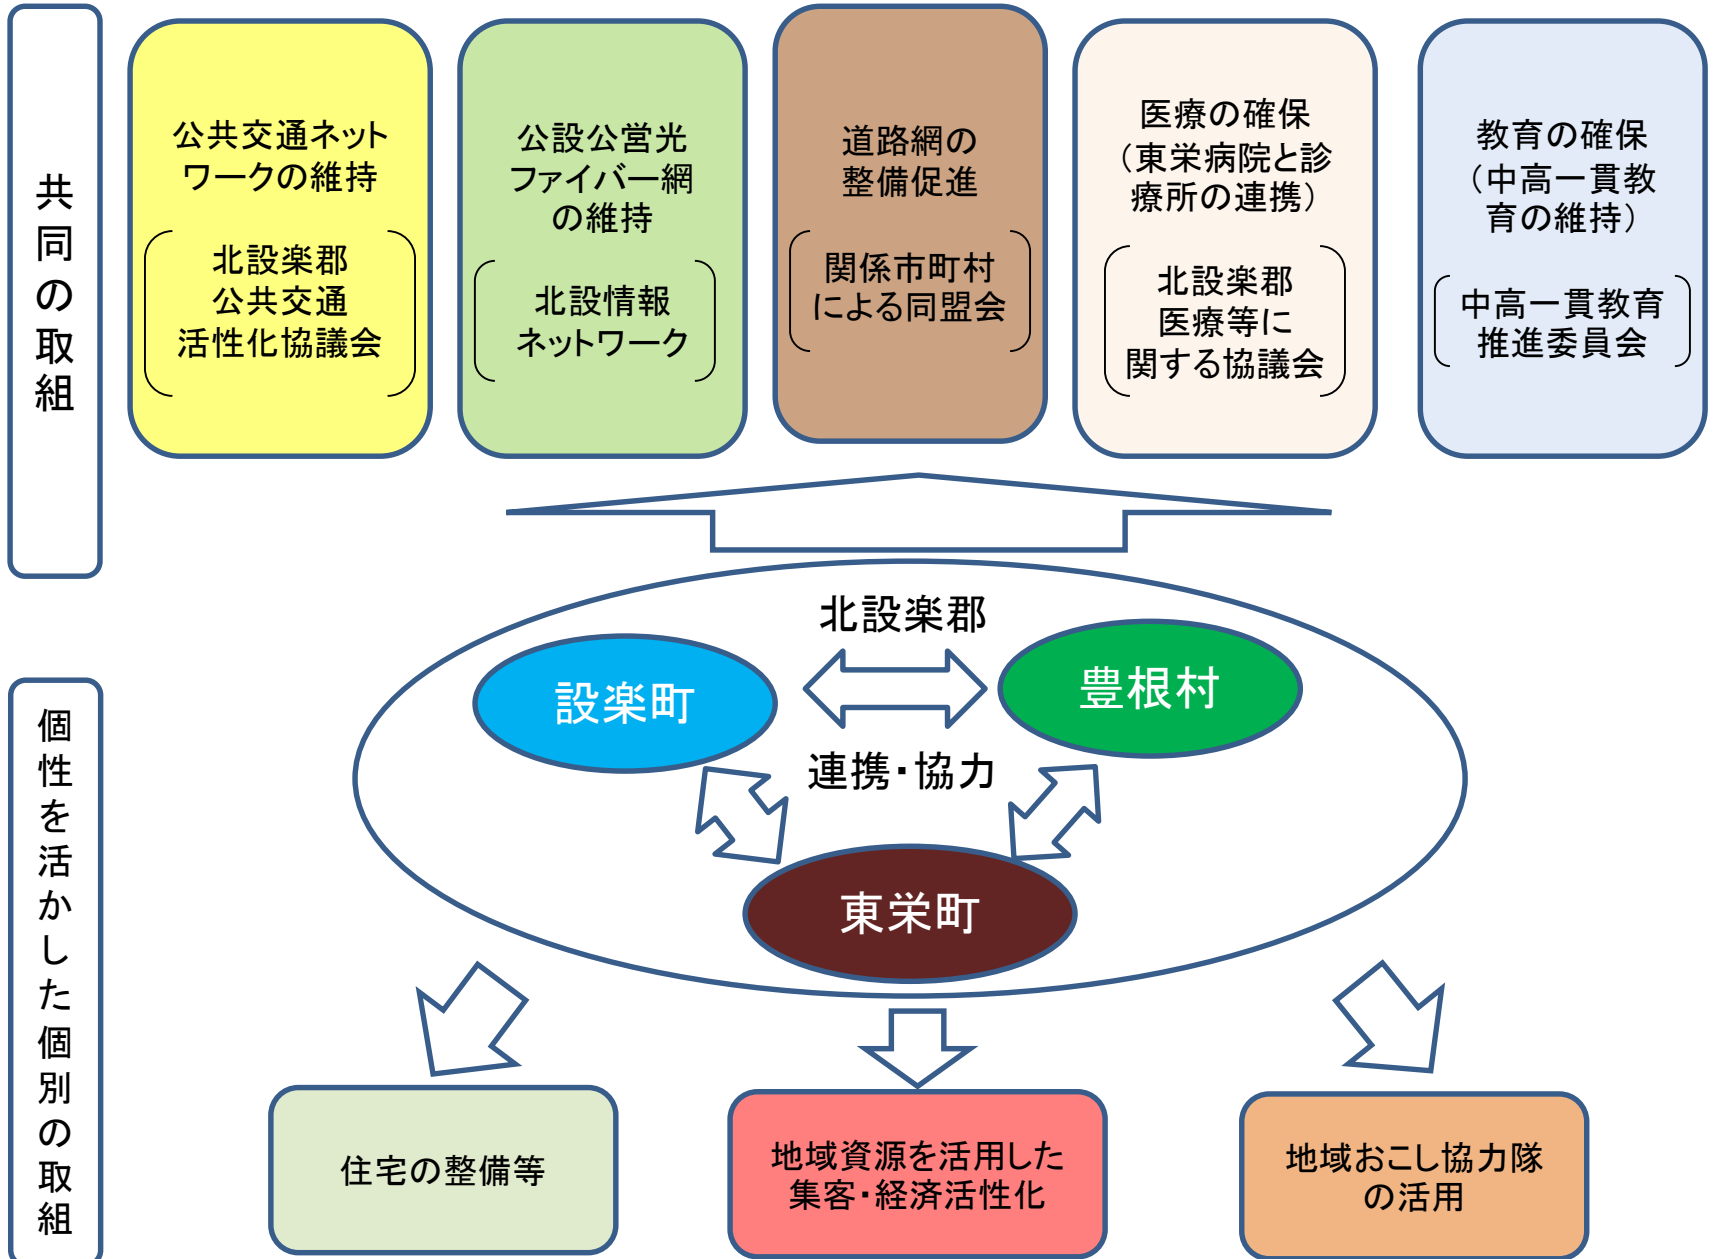 共同の取組
公共交通ネット
ワークの維持
北設楽郡
公共交通
活性化協議会
公設公営光
ファイバー網
の維持
北設情報
ネットワーク
道路網の
整備促進
関係市町村
による同盟会
医療の確保
（東栄病院と診
療所の連携）
北設楽郡
医療等に
関する協議会
教育の確保
（中高一貫教
育の維持）
中高一貫教育
推進委員会
北設楽郡
設楽町
豊根村
連携・協力
東栄町
個性を活かした個別の取組
住宅の整備等
地域資源を活用した
集客・経済活性化
地域おこし協力隊
の活用